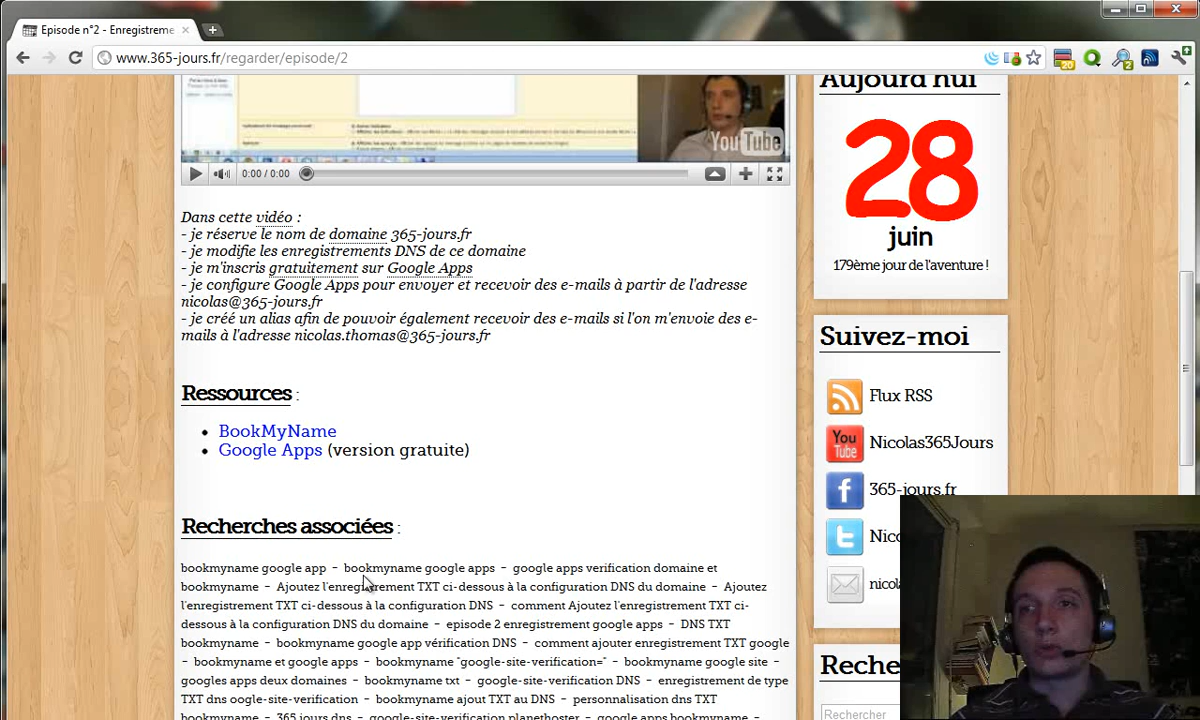 Episode n°2 - Enregistreme
www.365-jours.fr/regarder/episode/2
20
2
YouTube
0:00 / 0:00
Dans cette vidéo :
- je réserve le nom de domaine 365-jours.fr
- je modifie les enregistrements DNS de ce domaine
- je m'inscris gratuitement sur Google Apps
- je configure Google Apps pour envoyer et recevoir des e-mails à partir de l'adresse
nicolas@365-jours.fr
- je créé un alias afin de pouvoir également recevoir des e-mails si l'on m'envoie des e-
mails à l'adresse nicolas.thomas@365-jours.fr
Ressources :
BookMyName
Google Apps (version gratuite)
Recherches associées :
bookmyname google app - bookmyname google apps - google apps verification domaine et
bookmyname - Ajoutez l'enregistrement TXT ci-dessous à la configuration DNS du domaine - Ajoutez
l'enregistrement TXT ci-dessous à la configuration DNS - comment Ajoutez l'enregistrement TXT ci-
dessous à la configuration DNS du domaine - episode 2 enregistrement google apps - DNS TXT
bookmyname - bookmyname google app vérification DNS - comment ajouter enregistrement TXT google
- bookmyname et google apps - bookmyname "google-site-verification=" - bookmyname google site -
googles apps deux domaines - bookmyname txt - google-site-verification DNS - enregistrement de type
TXT dns oogle-site-verification - bookmyname ajout TXT au DNS - personnalisation dns TXT
bookmyname - 365 jours dns - google-site-verification planethoster - google apps bookmyname -
Aujourd'hui
28
juin
179ème jour de l'aventure !
Suivez-moi
Flux RSS
You Tube
Nicolas365Jours
365-jours.fr
Nico
nicola
Reche
Rechercher